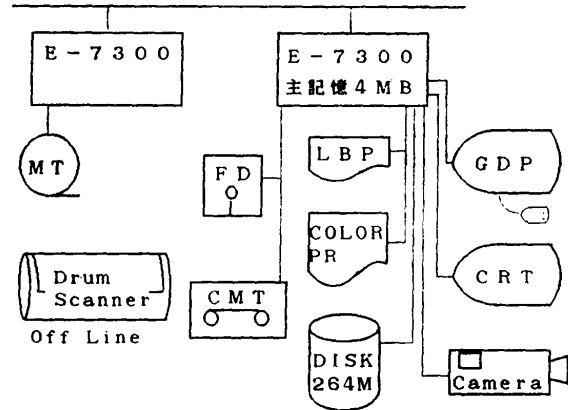 E-7300
E-7300
主記憶4MB
MT
FD
LBP
GDP
COLOR
PR
CRT
Drum
Scanner
CMT
Off Line
DISK
264M
Camera